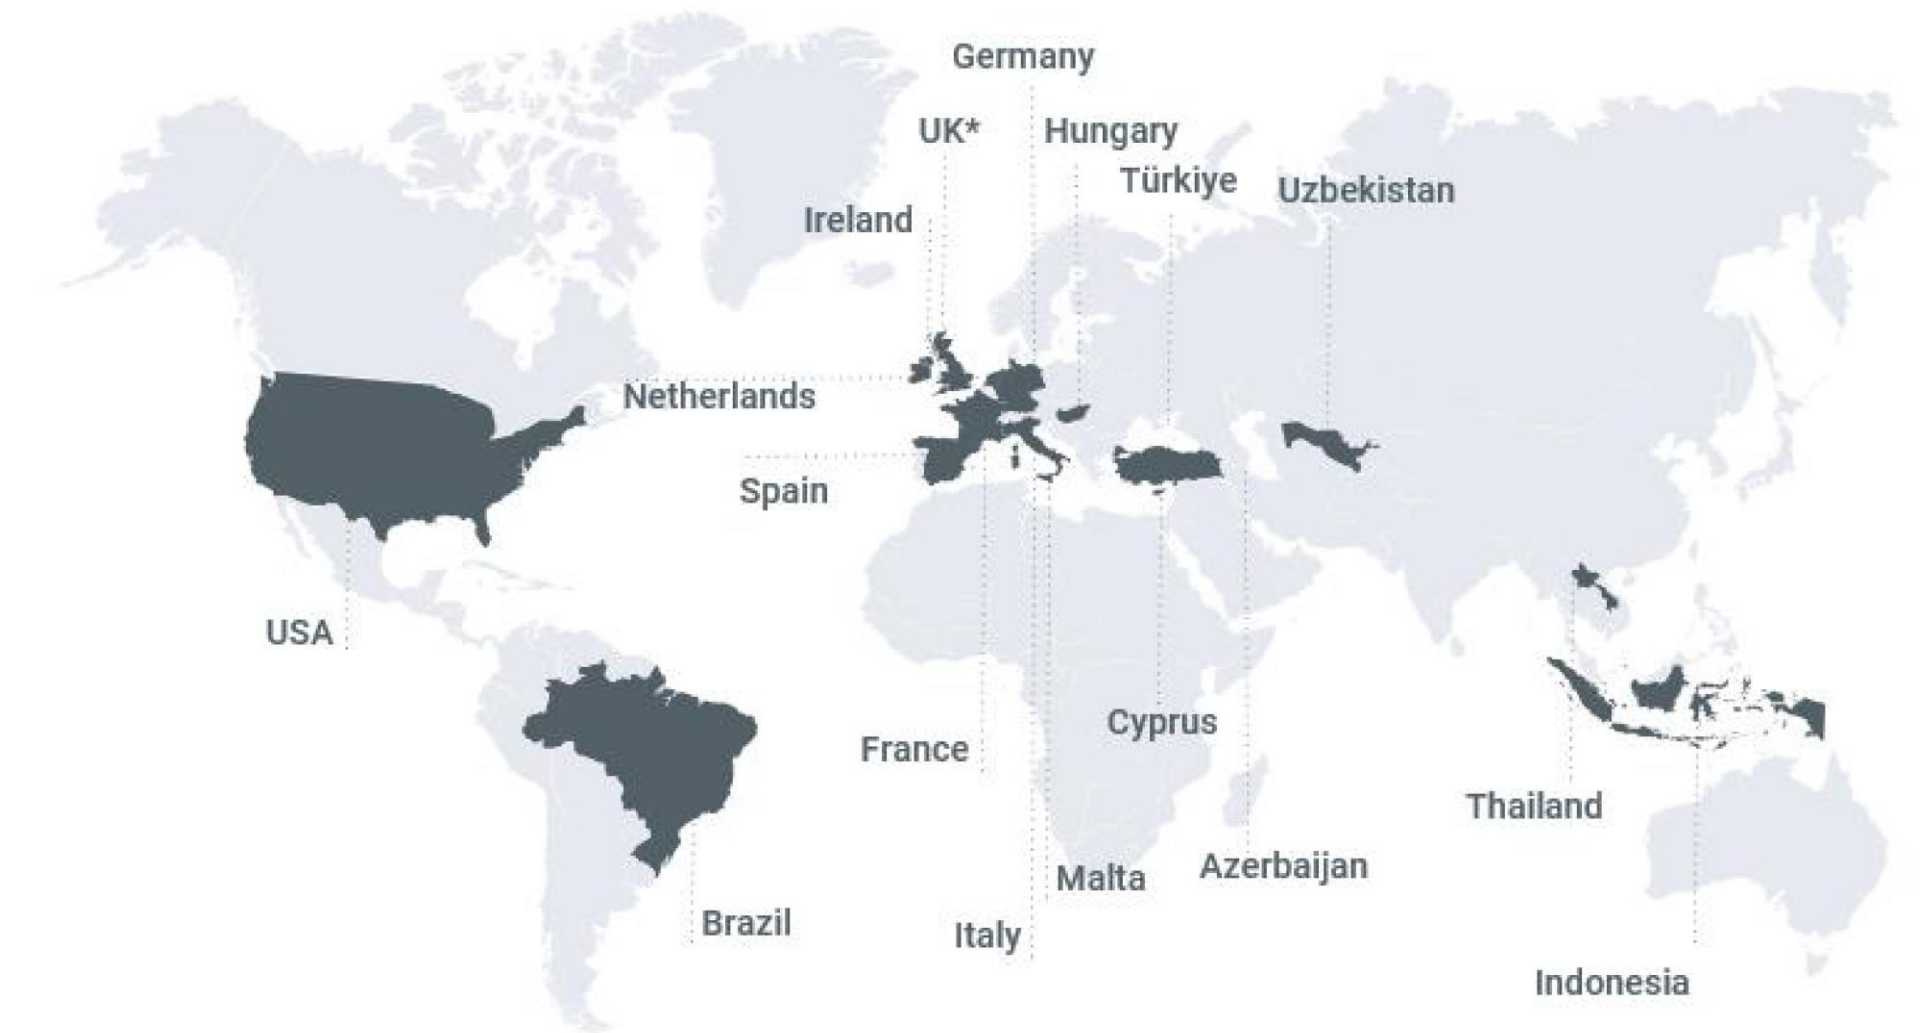 Germany
UK*
Hungary
Türkiye
Uzbekistan
Ireland
Netherlands
Spain
USA
Cyprus
France
Thailand
Azerbaijan
Malta
Brazil
Italy
Indonesia